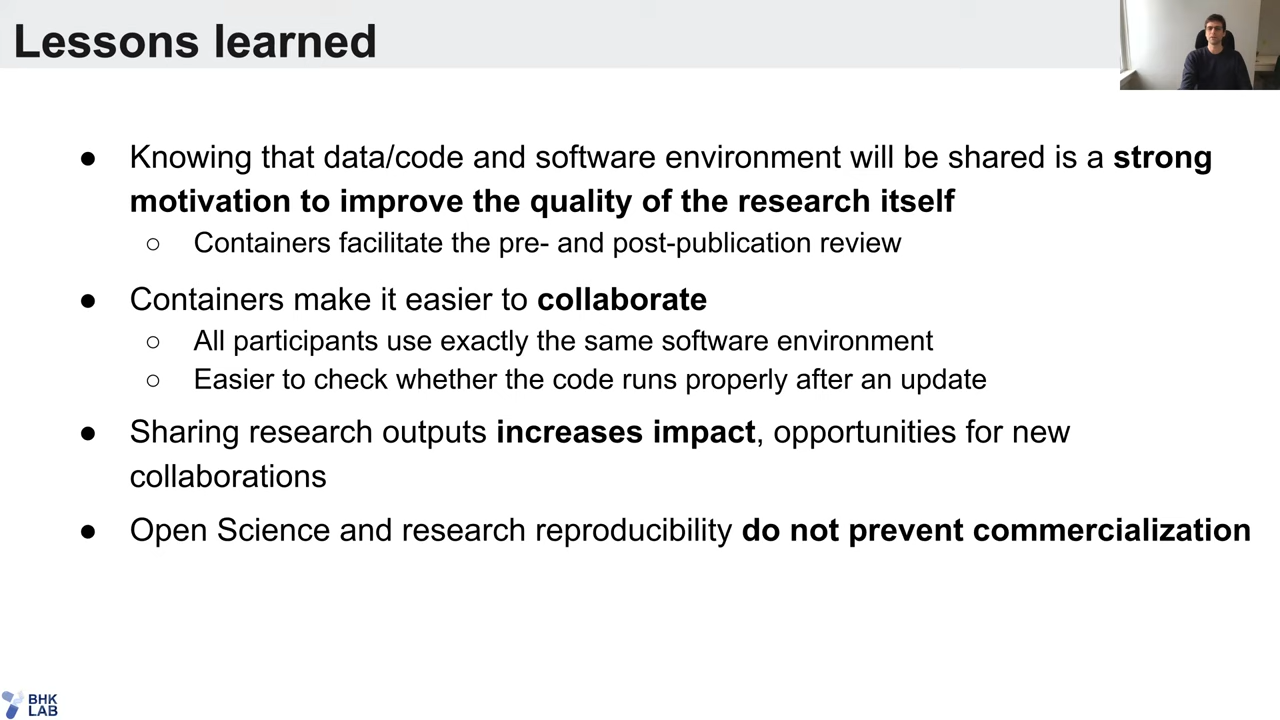 Lessons learned
● Knowing that data/code and software environment will be shared is a strong
motivation to improve the quality of the research itself
○ Containers facilitate the pre- and post-publication review
● Containers make it easier to collaborate
○ All participants use exactly the same software environment
○ Easier to check whether the code runs properly after an update
● Sharing research outputs increases impact, opportunities for new
collaborations
● Open Science and research reproducibility do not prevent commercialization
BHK
LAB